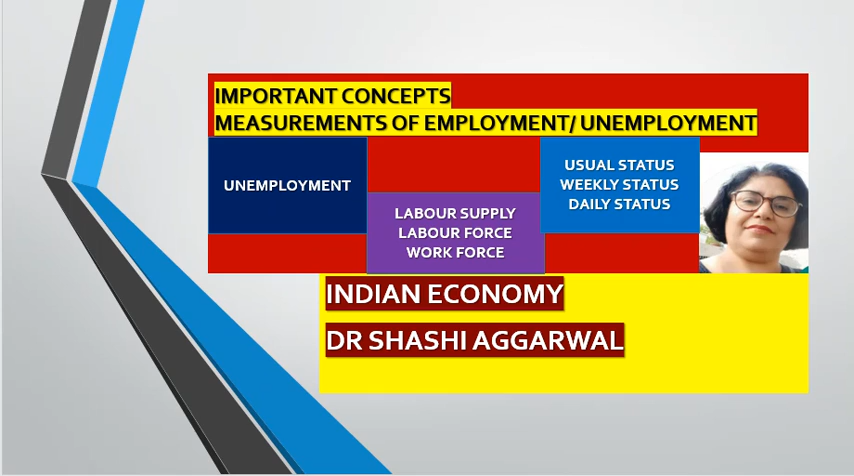 IMPORTANT CONCEPTS
MEASUREMENTS OF EMPLOYMENT/ UNEMPLOYMENT
UNEMPLOYMENT
LABOUR SUPPLY
LABOUR FORCE
WORK FORCE
USUAL STATUS
WEEKLY STATUS
DAILY STATUS
INDIAN ECONOMY
DR SHASHI AGGARWAL